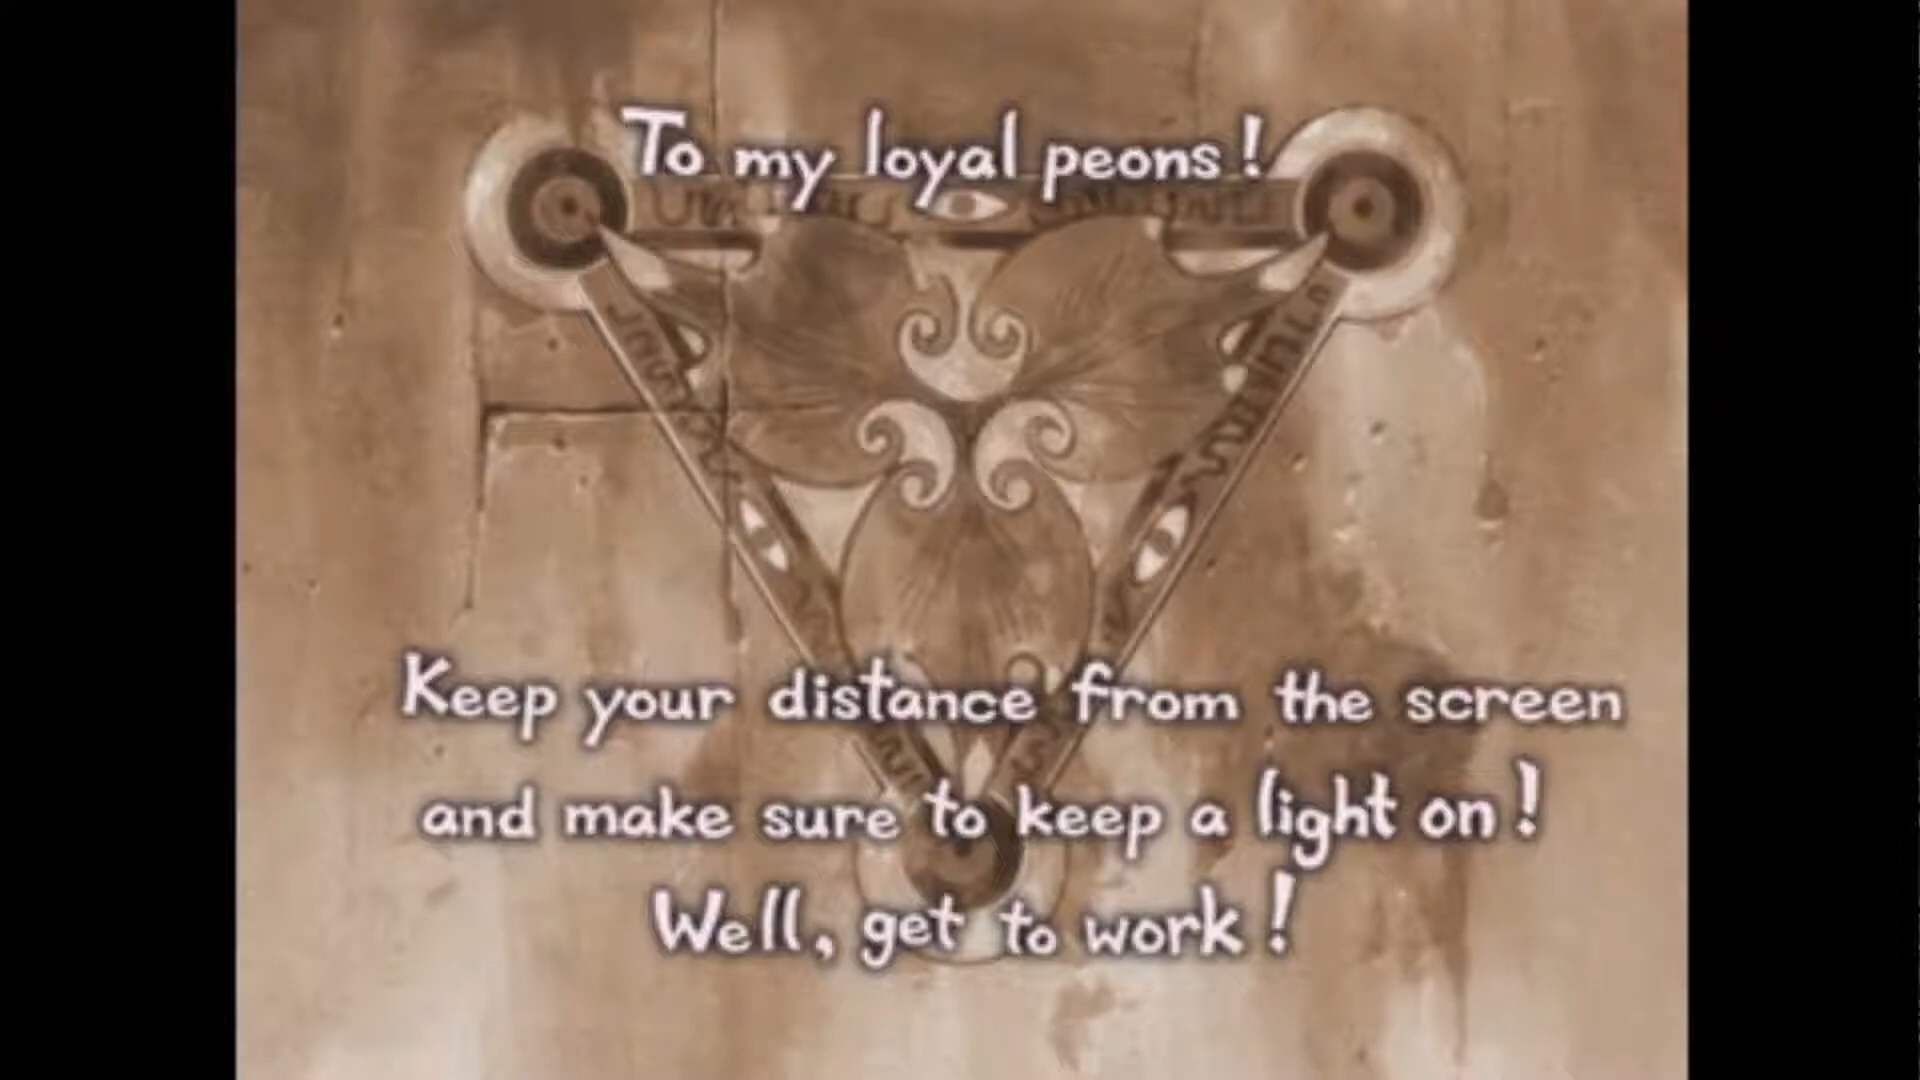 To my loyal peons!
Keep your distance from the screen
and make sure to keep a light on!
Well, get to work!